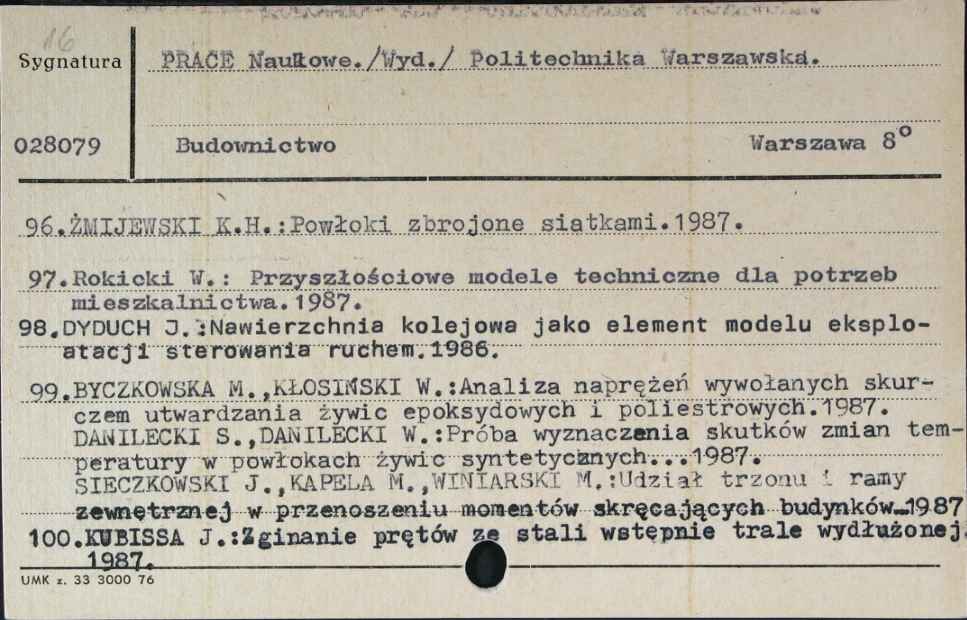 16
Sygnatura PRACE Naukowe./Wyd./ Politechnika Warszawska.
028079 Budownictwo Warszawa 8°
96.ŻMIJEWSKI K.H.:Powłoki zbrojone siatkami.1987.
97.Rokicki W.: Przyszłościowe modele techniczne dla potrzeb
mieszkalnictwa.1987.
98.DYDUCH J.:Nawierzchnia kolejowa jako element modelu eksplo-
atacji sterowania ruchem.1986.
99.BYCZKOWSKA M.,KŁOSIŃSKI W.:Analiza naprężeń wywołanych skur-
czem utwardzania żywic epoksydowych i poliestrowych.1987.
DANILECKI S.,DANILECKI W.:Próba wyznaczenia skutków zmian tem-
peratury w powłokach żywic syntetycznych...1987.
SIECZKOWSKI J.,KAPELA M.,WINIARSKI M.:Udział trzonu i ramy
zewnętrznej w przenoszeniu momentów skręcających budynków.1987
100.KUBISSA J.:Zginanie prętów ze stali wstępnie trale wydłużonej.
1987.
UMK z. 33 3000 76